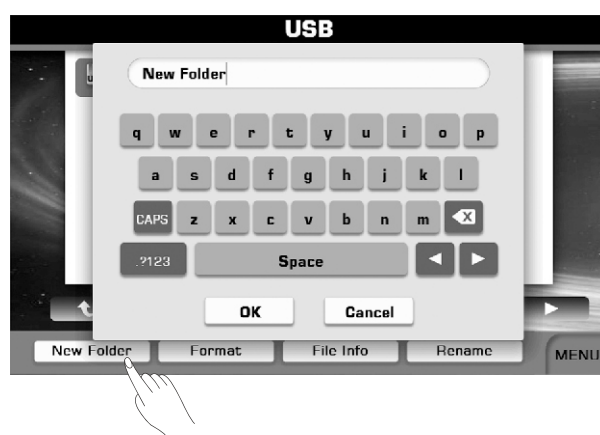 USB
New Folder
q w e r t y u i o p
a s d f g h j k l
CAPS z x c v b n m
.?123 Space
OK Cancel
New Folder Format File Info Rename MENU